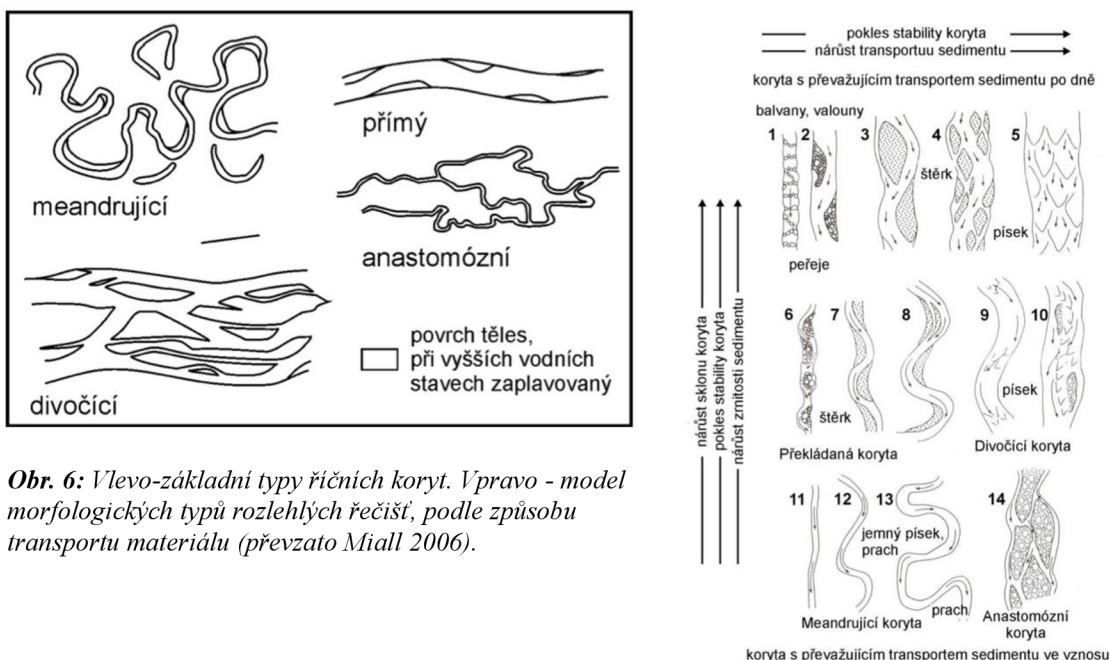 meandrující
přímý
anastomózní
divočící
povrch těles,
při vyšších vodních
stavech zaplavovaný
Obr. 6: Vlevo-základní typy říčních koryt. Vpravo - model
morfologických typů rozlehlých řečišť, podle způsobu
transportu materiálu (převzato Miall 2006).
pokles stability koryta
nárůst transportuu sedimentu
koryta s převažujícím transportem sedimentu po dně
balvany, valouny
1 2 3 4 5
štěrk
písek
peřeje
nárůst sklonu koryta
pokles stability koryta
nárůst zrnitosti sedimentu
6 7 8 9 10
písek
štěrk
Překládaná koryta
Divočící koryta
11 12 13 14
jemný písek,
prach
prach
Meandrující koryta
Anastomózní
koryta
koryta s převažujícím transportem sedimentu ve vznosu